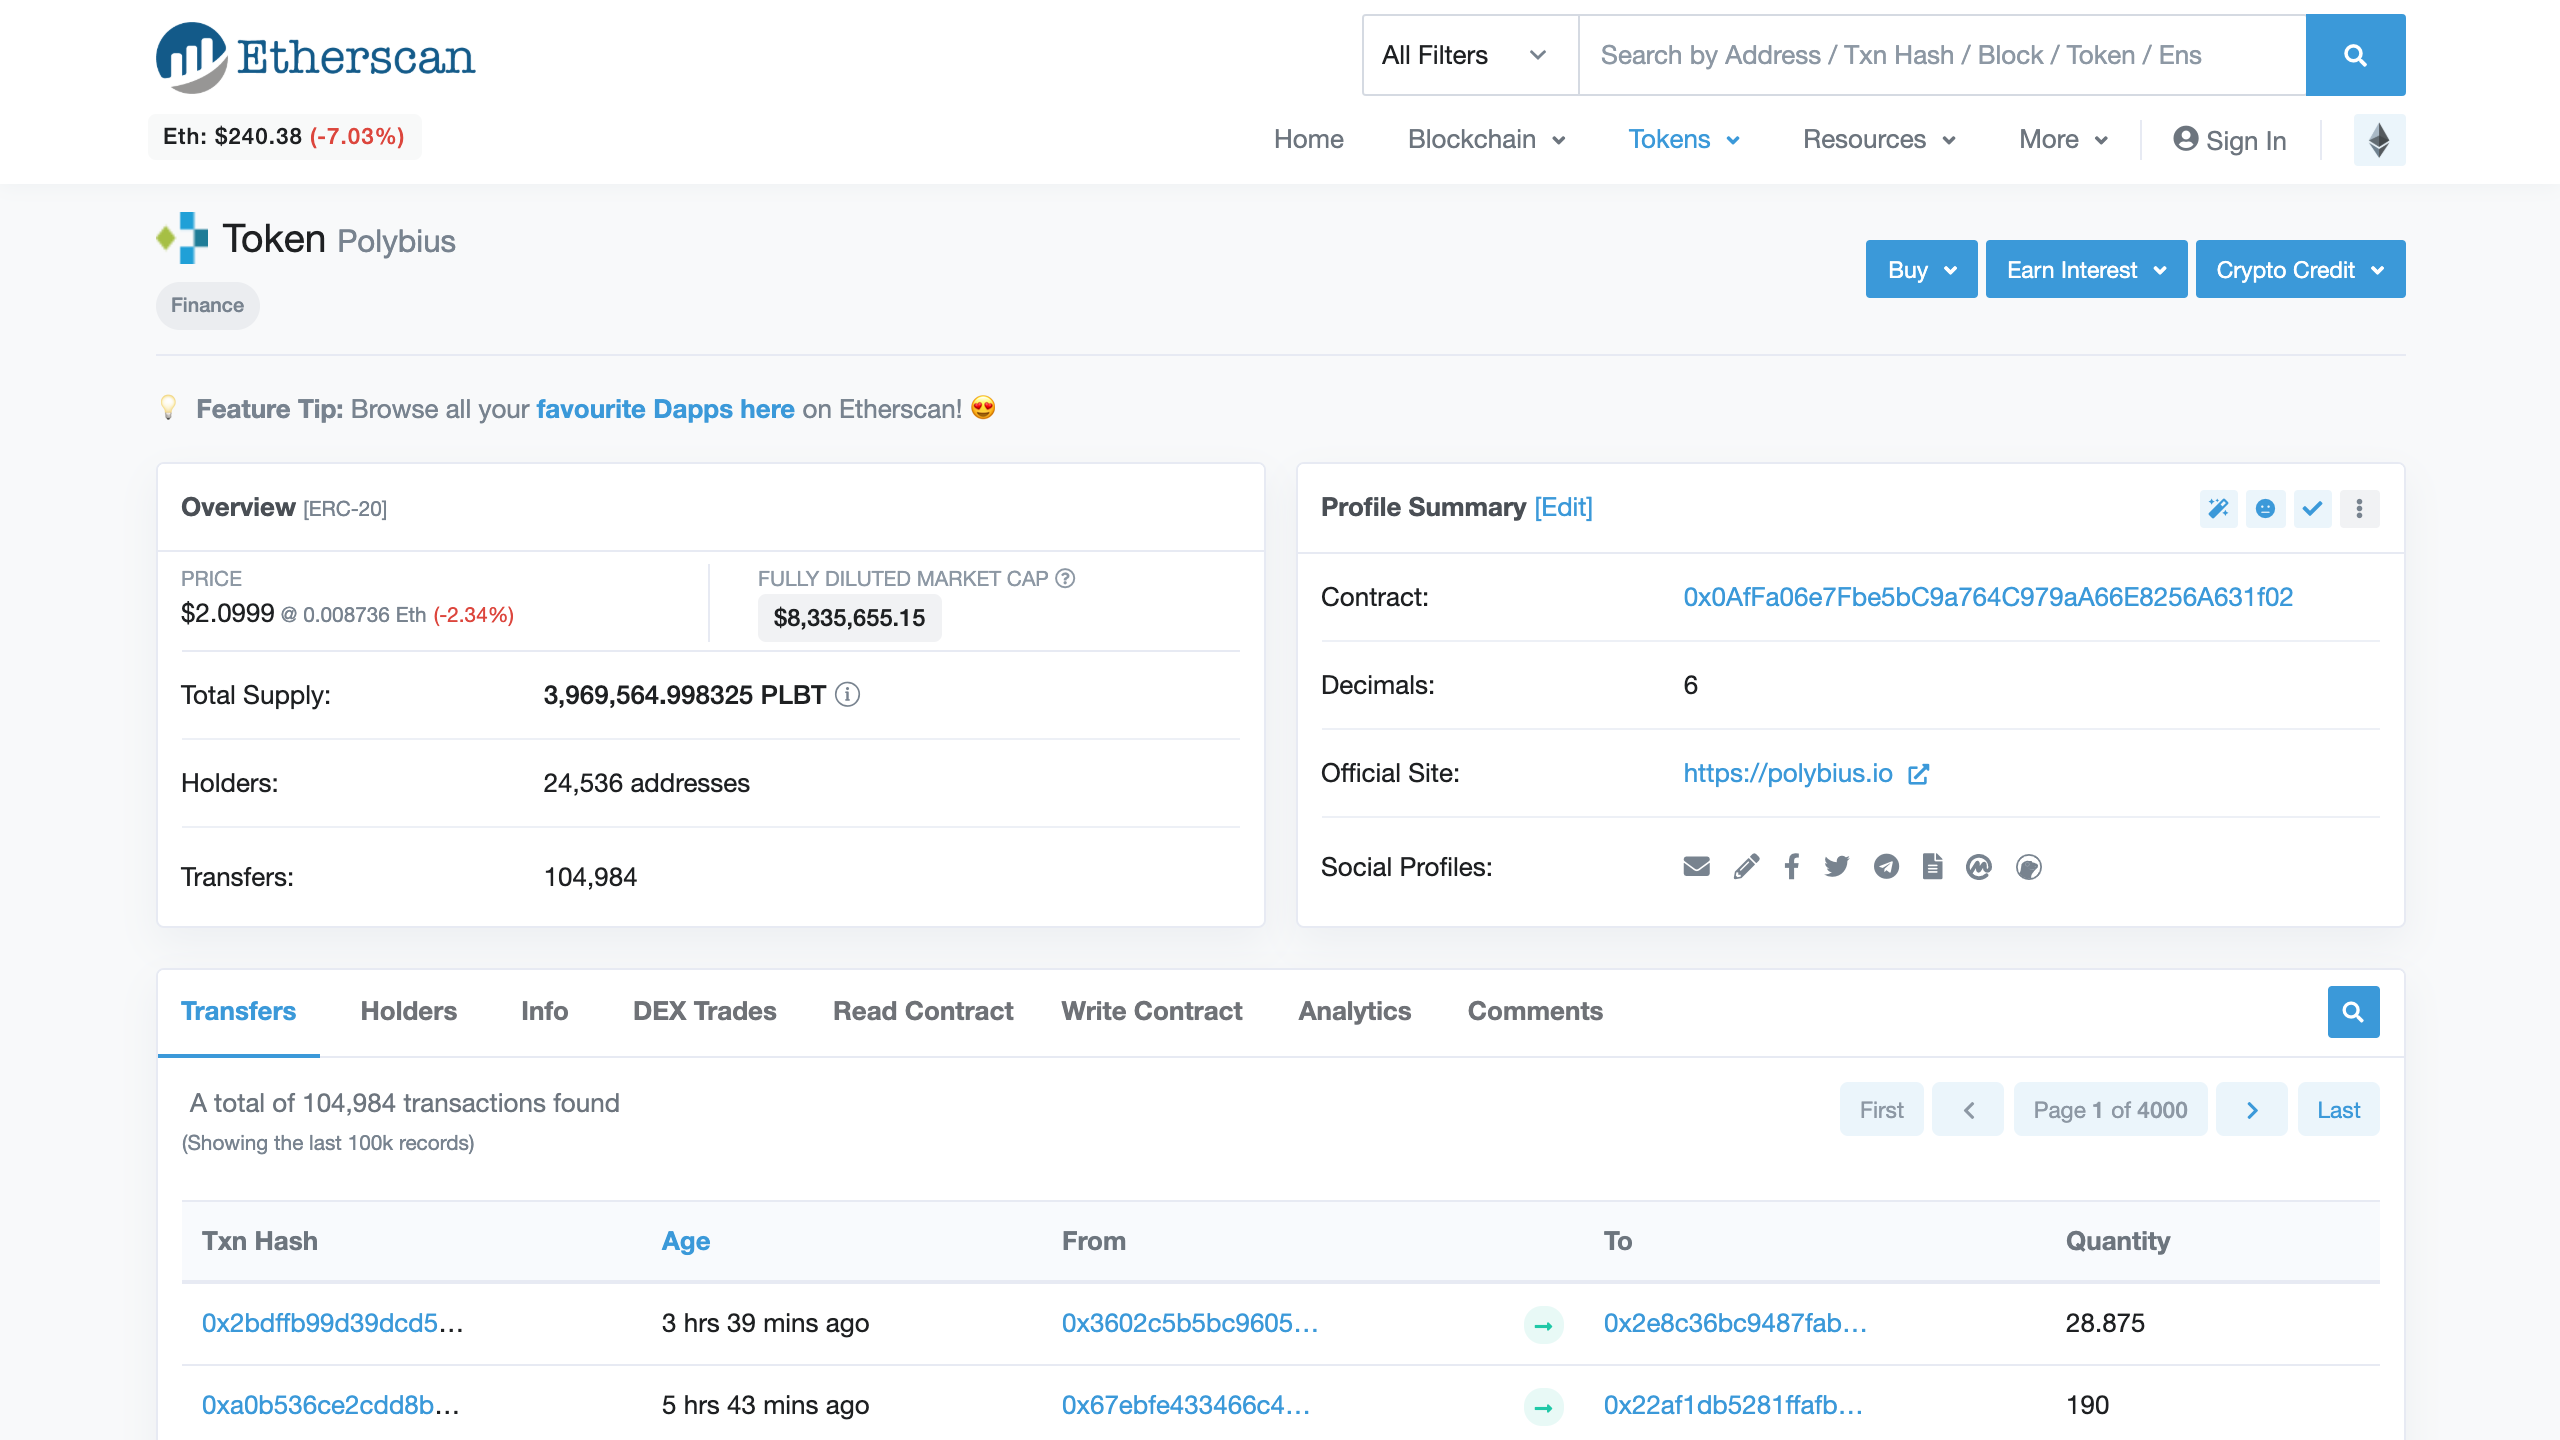 Etherscan
All Filters
Search by Address / Txn Hash / Block / Token / Ens
Eth: $240.38 (-7.03%)
Home Blockchain Tokens Resources More Sign In
Token Polybius
Finance
Buy Earn Interest Crypto Credit
Feature Tip: Browse all your favourite Dapps here on Etherscan! 😍
Overview [ERC-20]
PRICE
$2.0999 @ 0.008736 Eth (-2.34%)
FULLY DILUTED MARKET CAP
$8,335,655.15
Total Supply: 3,969,564.998325 PLBT
Holders: 24,536 addresses
Transfers: 104,984
Profile Summary [Edit]
Contract: 0x0AfFa06e7Fbe5bC9a764C979aA66E8256A631f02
Decimals: 6
Official Site: https://polybius.io
Social Profiles:
Transfers Holders Info DEX Trades Read Contract Write Contract Analytics Comments
A total of 104,984 transactions found
(Showing the last 100k records)
First Page 1 of 4000 Last
Txn Hash Age From To Quantity
0x2bdffb99d39dcd5... 3 hrs 39 mins ago 0x3602c5b5bc9605... 0x2e8c36bc9487fab... 28.875
0xa0b536ce2cdd8b... 5 hrs 43 mins ago 0x67ebfe433466c4... 0x22af1db5281ffafb... 190